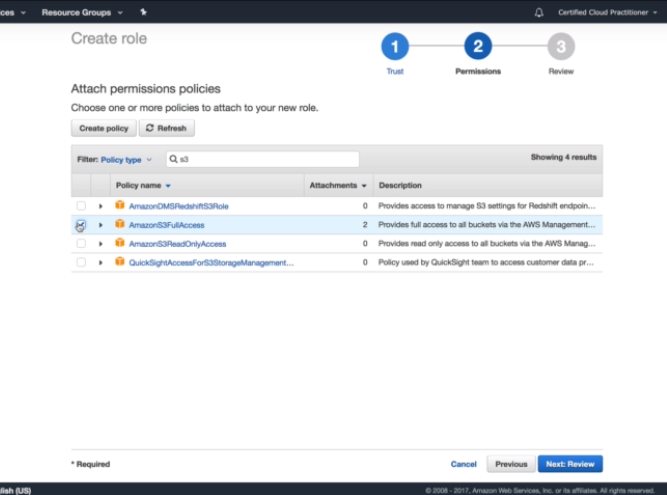 ces Resource Groups Certified Cloud Practitioner
Create role
1 2 3
Trust Permissions Review
Attach permissions policies
Choose one or more policies to attach to your new role.
Create policy Refresh
Filter: Policy type s3 Showing 4 results
Policy name Attachments Description
AmazonDMSRedshiftS3Role 0 Provides access to manage S3 settings for Redshift endpoin...
AmazonS3FullAccess 2 Provides full access to all buckets via the AWS Management...
AmazonS3ReadOnlyAccess 0 Provides read only access to all buckets via the AWS Manag...
QuickSightAccessForS3StorageManagement... 0 Policy used by QuickSight team to access customer data pr...
* Required Cancel Previous Next: Review
glish (US) © 2008 - 2017, Amazon Web Services, Inc. or its affiliates. All rights reserved.